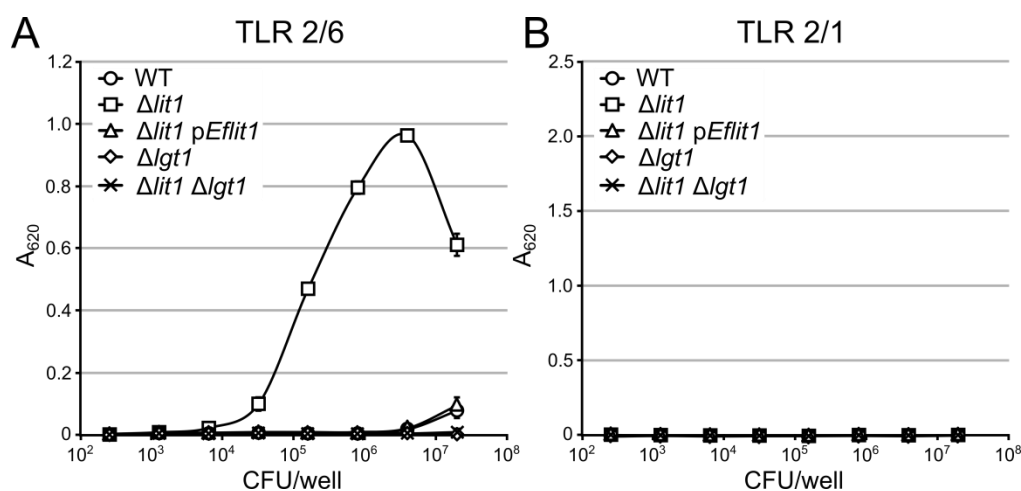 A
TLR 2/6
1.2
1.0
0.8
0.6
0.4
0.2
0
A₆₂₀
WT
Δlit1
Δlit1 pEflit1
Δlgt1
Δlit1 Δlgt1
10² 10³ 10⁴ 10⁵ 10⁶ 10⁷ 10⁸
CFU/well
B
TLR 2/1
2.5
2.0
1.5
1.0
0.5
0
A₆₂₀
WT
Δlit1
Δlit1 pEflit1
Δlgt1
Δlit1 Δlgt1
10² 10³ 10⁴ 10⁵ 10⁶ 10⁷ 10⁸
CFU/well